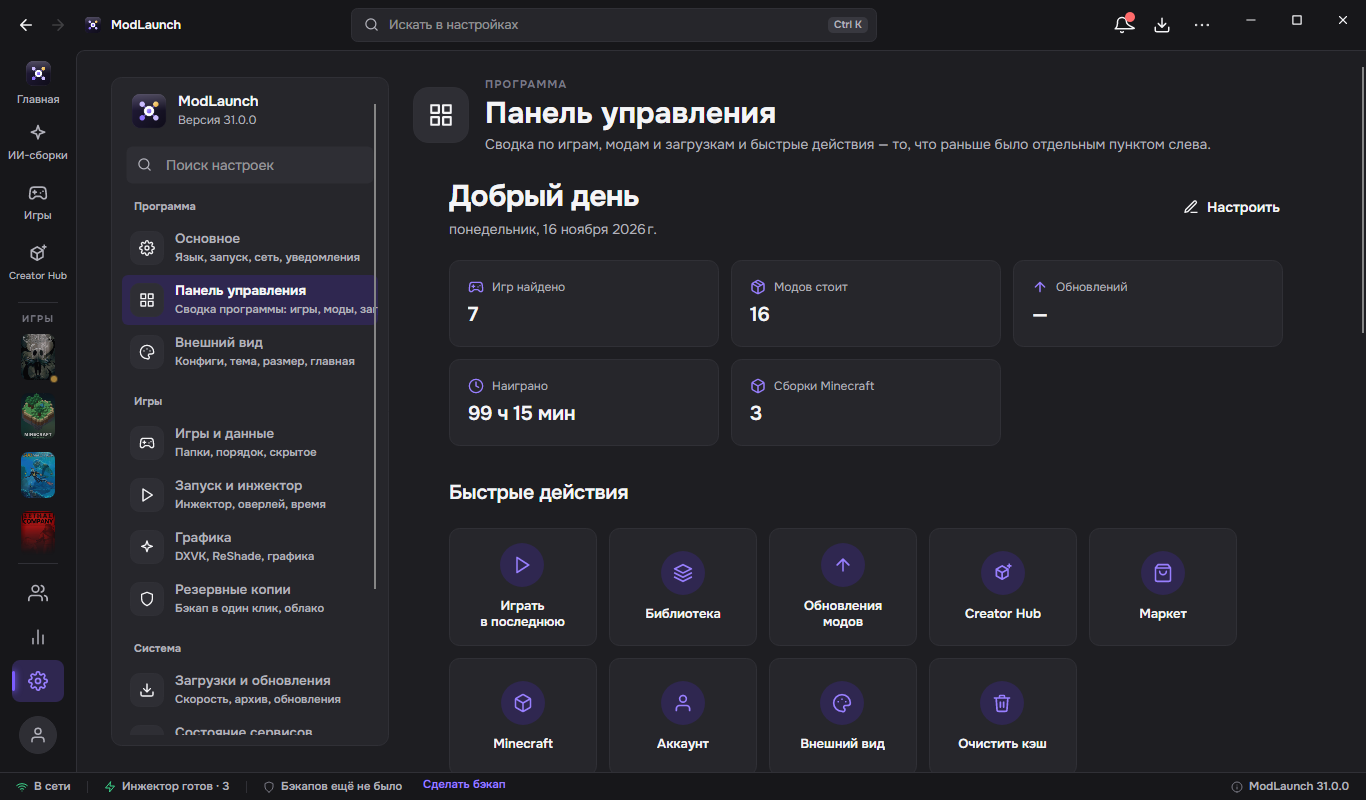 ModLaunch
Искать в настройках
Ctrl K
Главная
ИИ-сборки
Игры
Creator Hub
ИГРЫ
MINECRAFT
LETHAL
COMPANY
ModLaunch
Версия 31.0.0
Поиск настроек
Программа
Основное
Язык, запуск, сеть, уведомления
Панель управления
Сводка программы: игры, моды, заг
Внешний вид
Конфиги, тема, размер, главная
Игры
Игры и данные
Папки, порядок, скрытое
Запуск и инжектор
Инжектор, оверлей, время
Графика
DXVK, ReShade, графика
Резервные копии
Бэкап в один клик, облако
Система
Загрузки и обновления
Скорость, архив, обновления
Состояние сервисов
ПРОГРАММА
Панель управления
Сводка по играм, модам и загрузкам и быстрые действия — то, что раньше было отдельным пунктом слева.
Добрый день
понедельник, 16 ноября 2026 г.
Настроить
Игр найдено
7
Модов стоит
16
Обновлений
—
Наиграно
99 ч 15 мин
Сборки Minecraft
3
Быстрые действия
Играть
в последнюю
Библиотека
Обновления
модов
Creator Hub
Маркет
Minecraft
Аккаунт
Внешний вид
Очистить кэш
В сети
Инжектор готов · 3
Бэкапов ещё не было
Сделать бэкап
ModLaunch 31.0.0